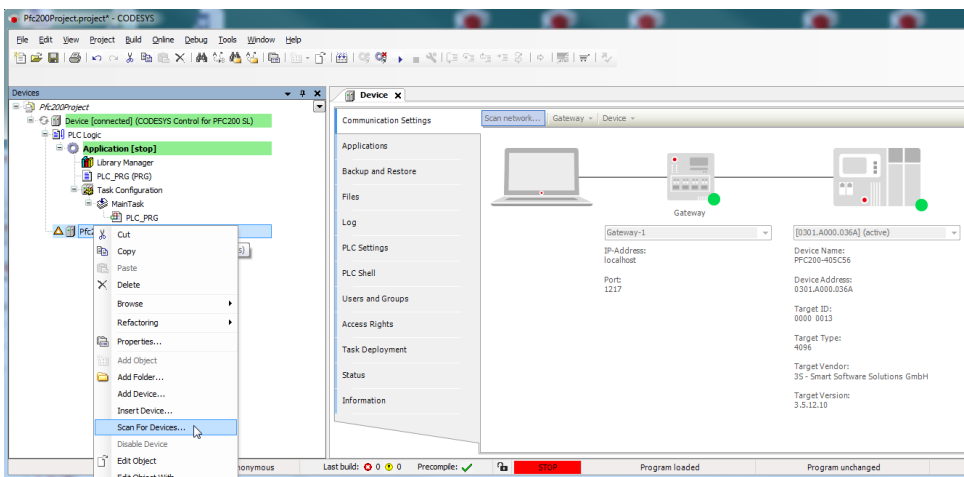 Pfc200Project.project* - CODESYS
File Edit View Project Build Online Debug Tools Window Help
Devices
Pfc200Project
Device [connected] (CODESYS Control for PFC200 SL)
PLC Logic
Application [stop]
Library Manager
PLC_PRG (PRG)
Task Configuration
MainTask
PLC_PRG
Pfc2
s)
Cut
Copy
Paste
Delete
Browse
Refactoring
Properties...
Add Object
Add Folder...
Add Device...
Insert Device...
Scan For Devices...
Disable Device
Edit Object
Edit Object With
Device
Communication Settings
Applications
Backup and Restore
Files
Log
PLC Settings
PLC Shell
Users and Groups
Access Rights
Task Deployment
Status
Information
Scan network... Gateway Device
Gateway
Gateway-1
IP-Address:
localhost
Port:
1217
[0301.A000.036A] (active)
Device Name:
PFC200-405C56
Device Address:
0301.A000.036A
Target ID:
0000 0013
Target Type:
4096
Target Vendor:
3S - Smart Software Solutions GmbH
Target Version:
3.5.12.10
onymous Last build: 0 0 Precompile: STOP Program loaded Program unchanged